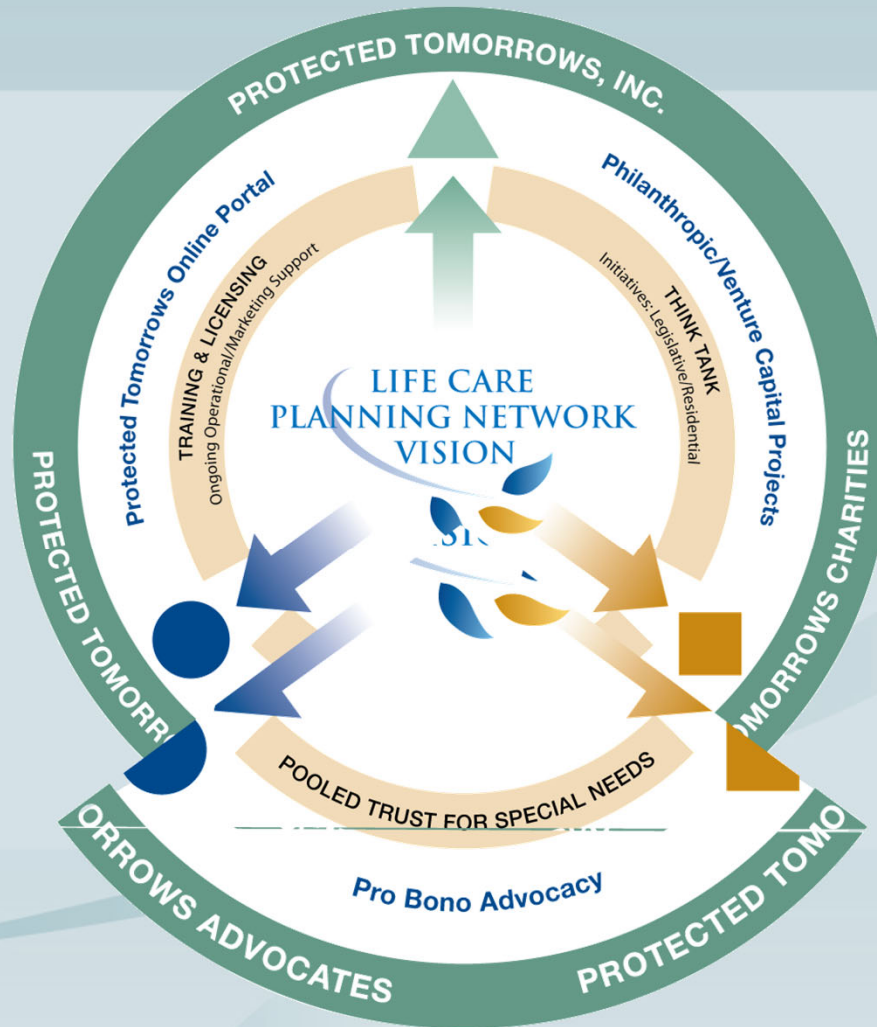 PROTECTED TOMORROWS, INC.
Protected Tomorrows Online Portal
Philanthropic/Venture Capital Projects
TRAINING & LICENSING
Ongoing Operational/Marketing Support
THINK TANK
Initiatives: Legislative/Residential
LIFE CARE
PLANNING NETWORK
VISION
PROTECTED TOMORRO
OMORROWS CHARITIES
POOLED TRUST FOR SPECIAL NEEDS
Pro Bono Advocacy
ORROWS ADVOCATES
PROTECTED TOMO